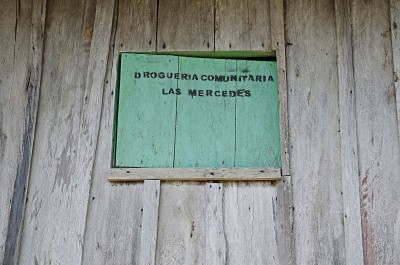 DROGUERIA COMUNITARIA
LAS MERCEDES